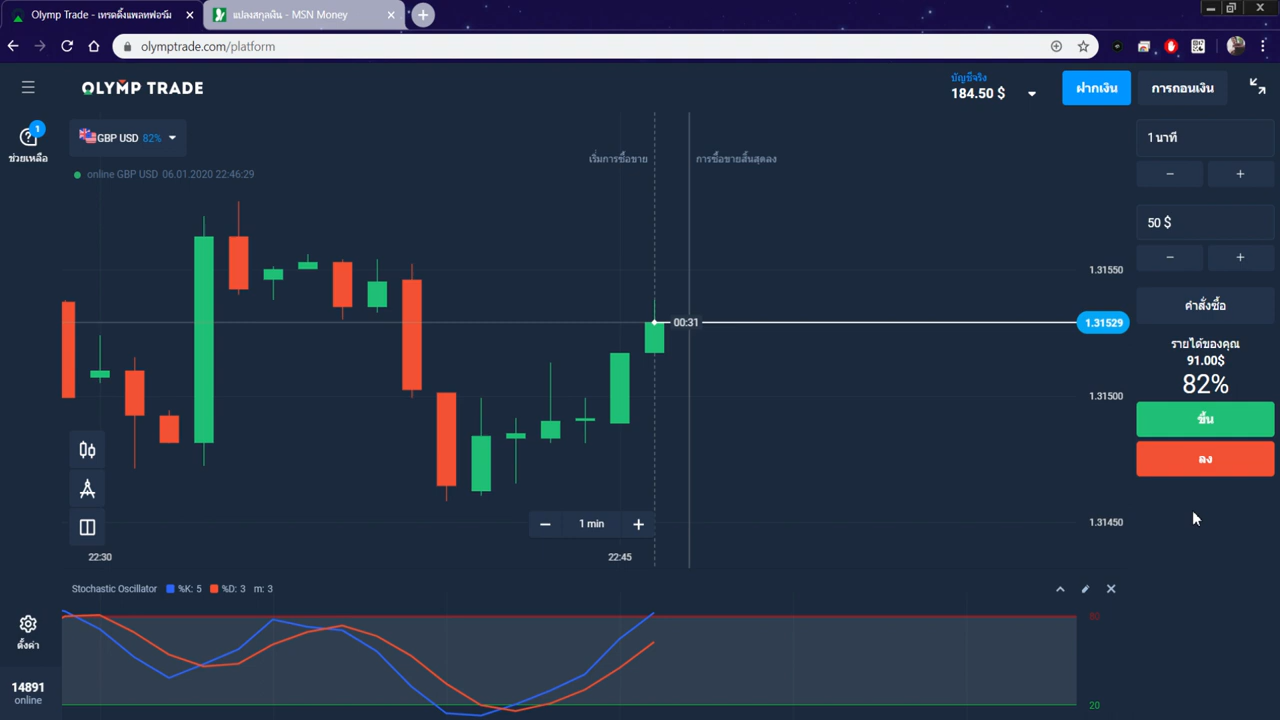 Olymp Trade - เทรดดิ้งแพลทฟอร์ม
แปลงสกุลเงิน - MSN Money
olymptrade.com/platform
OLYMP TRADE
บัญชีจริง
184.50 $
ฝากเงิน
การถอนเงิน
1
ช่วยเหลือ
GBP USD 82%
online GBP USD 06.01.2020 22:46:29
เริ่มการซื้อขาย
การซื้อขายสิ้นสุดลง
1 นาที
− +
50 $
− +
คำสั่งซื้อ
รายได้ของคุณ
91.00$
82%
ขึ้น
ลง
1.31550
00:31
1.31529
1.31500
1.31450
− 1 min +
22:30
22:45
Stochastic Oscillator %K: 5 %D: 3 m: 3
80
20
ตั้งค่า
14891
online